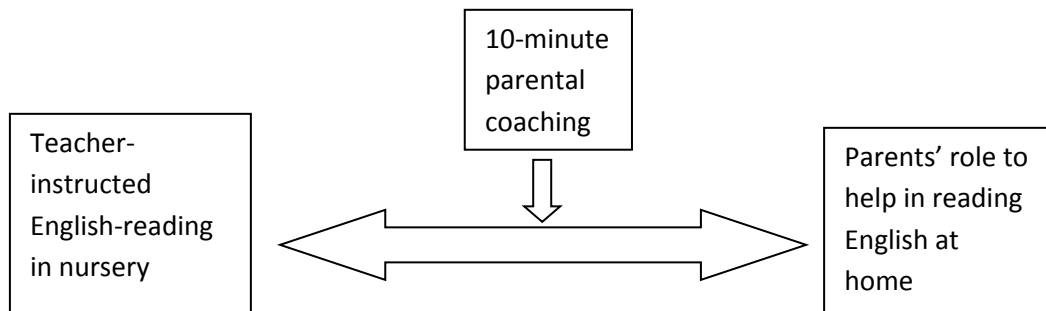 10-minute
parental
coaching
Teacher-
instructed
English-reading
in nursery
Parents’ role to
help in reading
English at
home